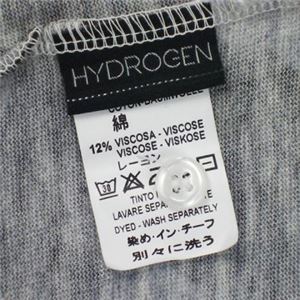 HYDROGEN
綿
12% VISCOSA - VISCOSE
VISCOSE - VISKOSE
レーヨン
30
TINTO
LAVARE SEPARATAMENTE
DYED - WASH SEPARATELY
染め・イン・チーフ
別々に洗う